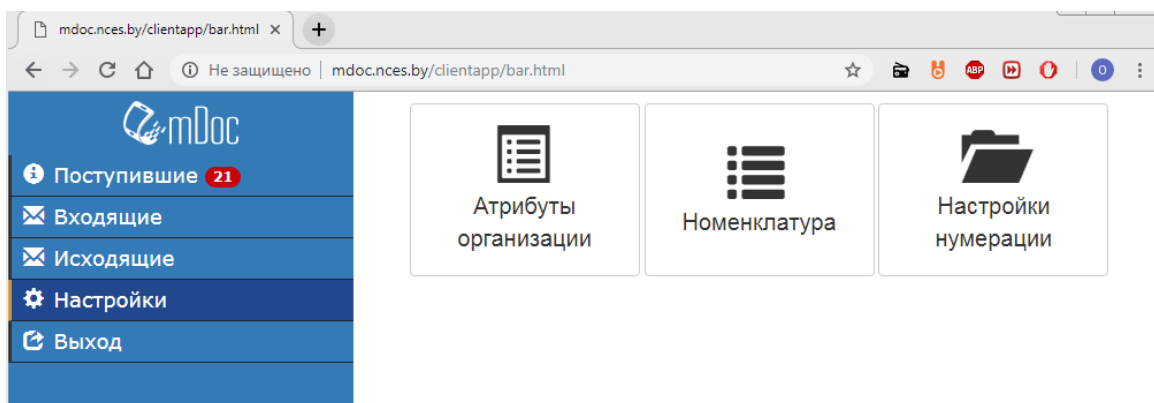 mdoc.nces.by/clientapp/bar.html
Не защищено mdoc.nces.by/clientapp/bar.html
ABP
O
mDoc
Поступившие 21
Входящие
Исходящие
Настройки
Выход
Атрибуты
организации
Номенклатура
Настройки
нумерации